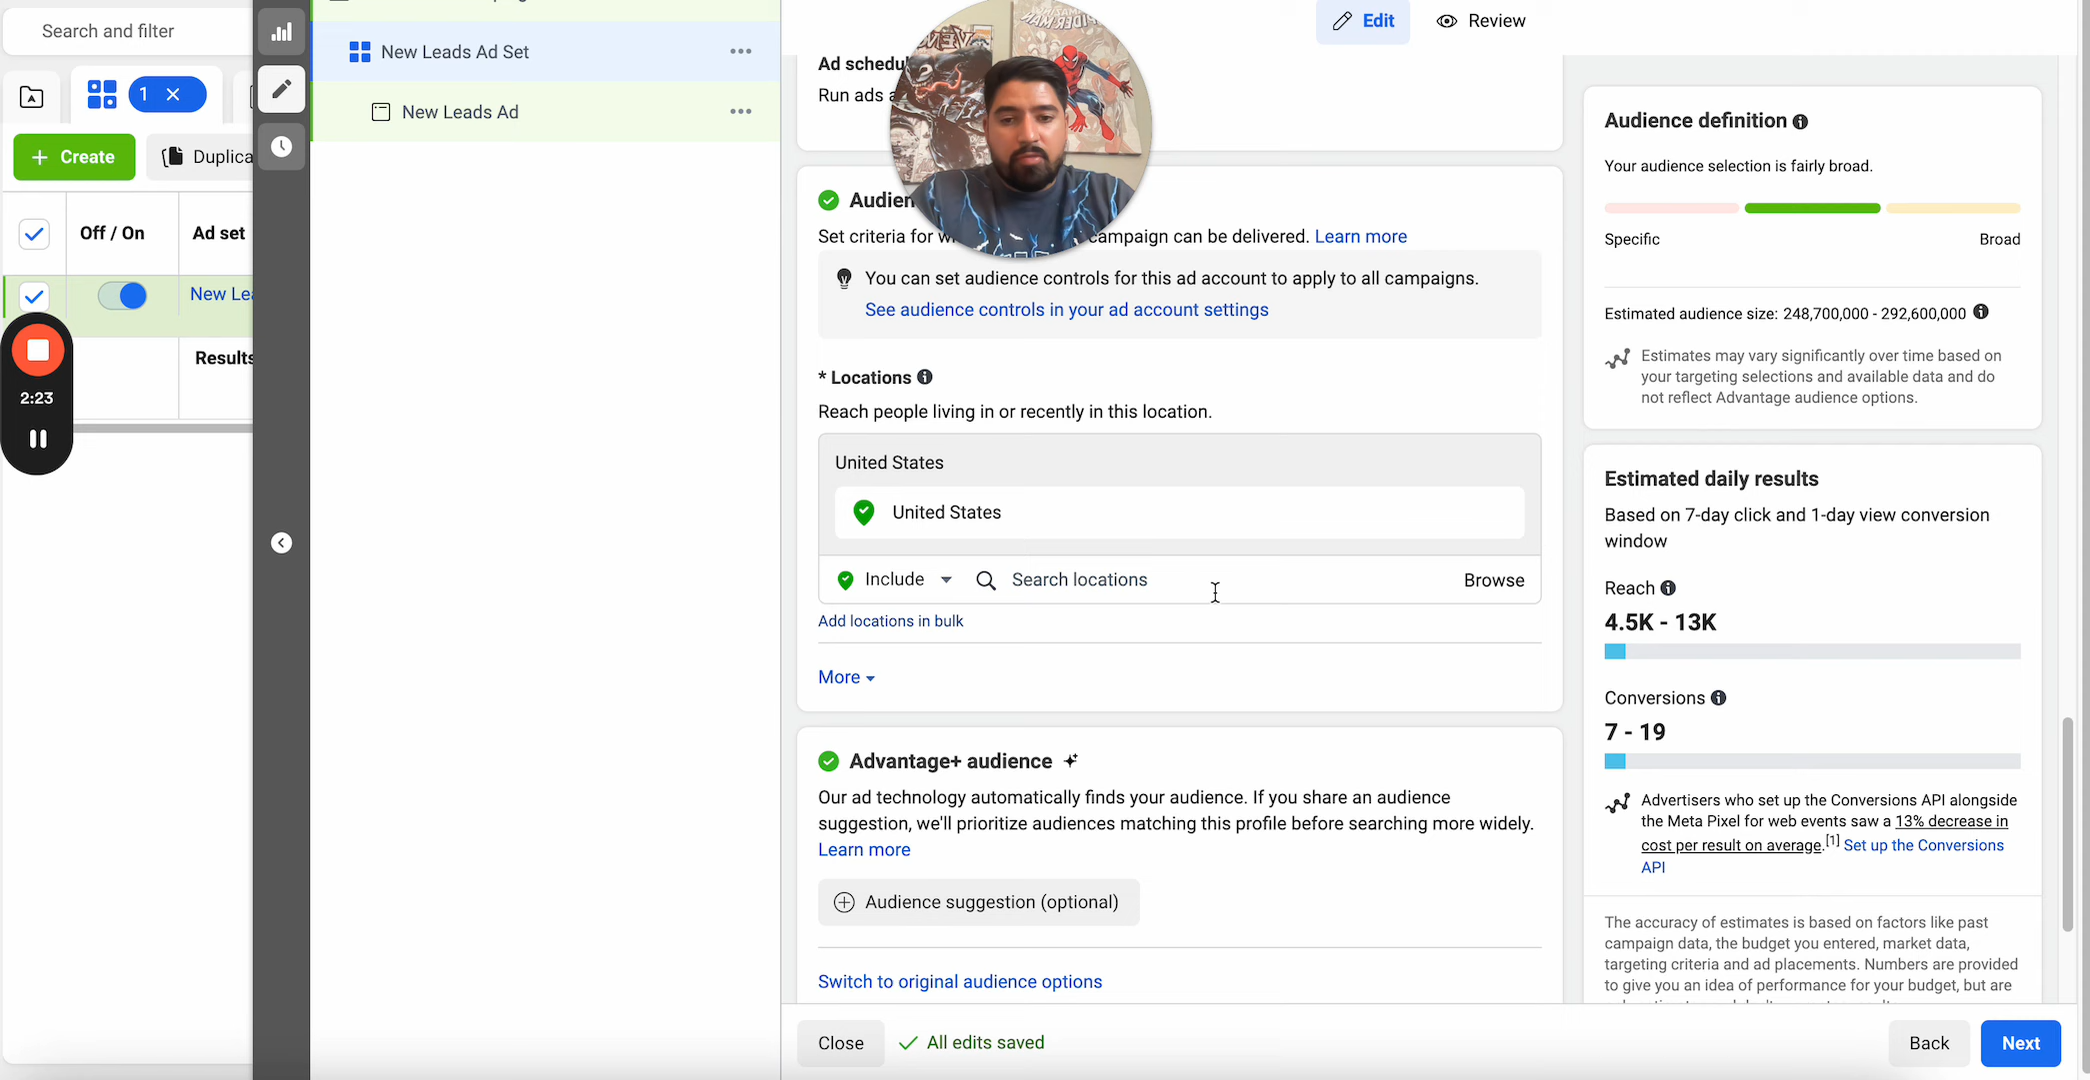 Search and filter
1
Create
Duplica
Off / On
Ad set
New Le
Results
2:23
New Leads Ad Set
New Leads Ad
Edit
Review
Ad schedu
Run ads a
Audien
Set criteria for w
campaign can be delivered. Learn more
You can set audience controls for this ad account to apply to all campaigns.
See audience controls in your ad account settings
* Locations
Reach people living in or recently in this location.
United States
United States
Include
Search locations
Browse
Add locations in bulk
More
Advantage+ audience
Our ad technology automatically finds your audience. If you share an audience
suggestion, we'll prioritize audiences matching this profile before searching more widely.
Learn more
Audience suggestion (optional)
Switch to original audience options
Close
All edits saved
Back
Next
Audience definition
Your audience selection is fairly broad.
Specific
Broad
Estimated audience size: 248,700,000 - 292,600,000
Estimates may vary significantly over time based on
your targeting selections and available data and do
not reflect Advantage audience options.
Estimated daily results
Based on 7-day click and 1-day view conversion
window
Reach
4.5K - 13K
Conversions
7 - 19
Advertisers who set up the Conversions API alongside
the Meta Pixel for web events saw a 13% decrease in
cost per result on average.[1] Set up the Conversions
API
The accuracy of estimates is based on factors like past
campaign data, the budget you entered, market data,
targeting criteria and ad placements. Numbers are provided
to give you an idea of performance for your budget, but are